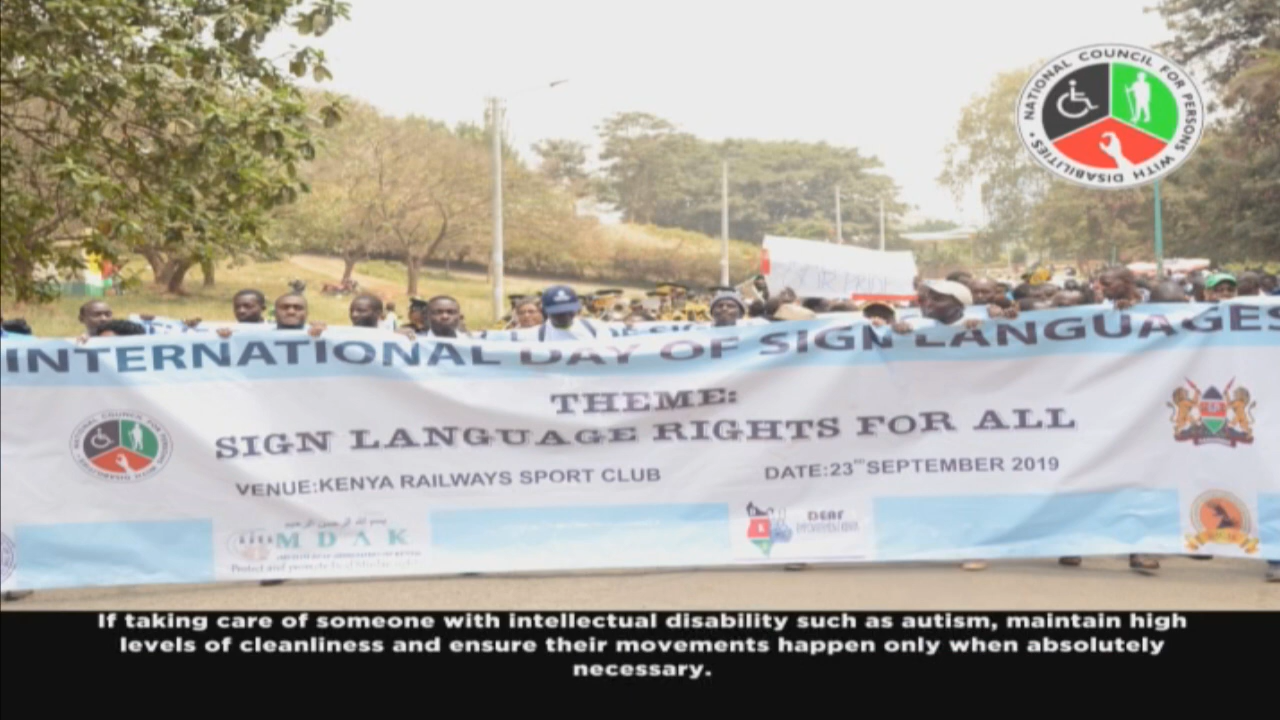 NATIONAL COUNCIL FOR PERSONS WITH DISABILITIES
INTERNATIONAL DAY OF SIGN LANGUAGES
THEME:
SIGN LANGUAGE RIGHTS FOR ALL
VENUE:KENYA RAILWAYS SPORT CLUB
DATE:23RD SEPTEMBER 2019
MDAK
DEAF
If taking care of someone with intellectual disability such as autism, maintain high
levels of cleanliness and ensure their movements happen only when absolutely
necessary.